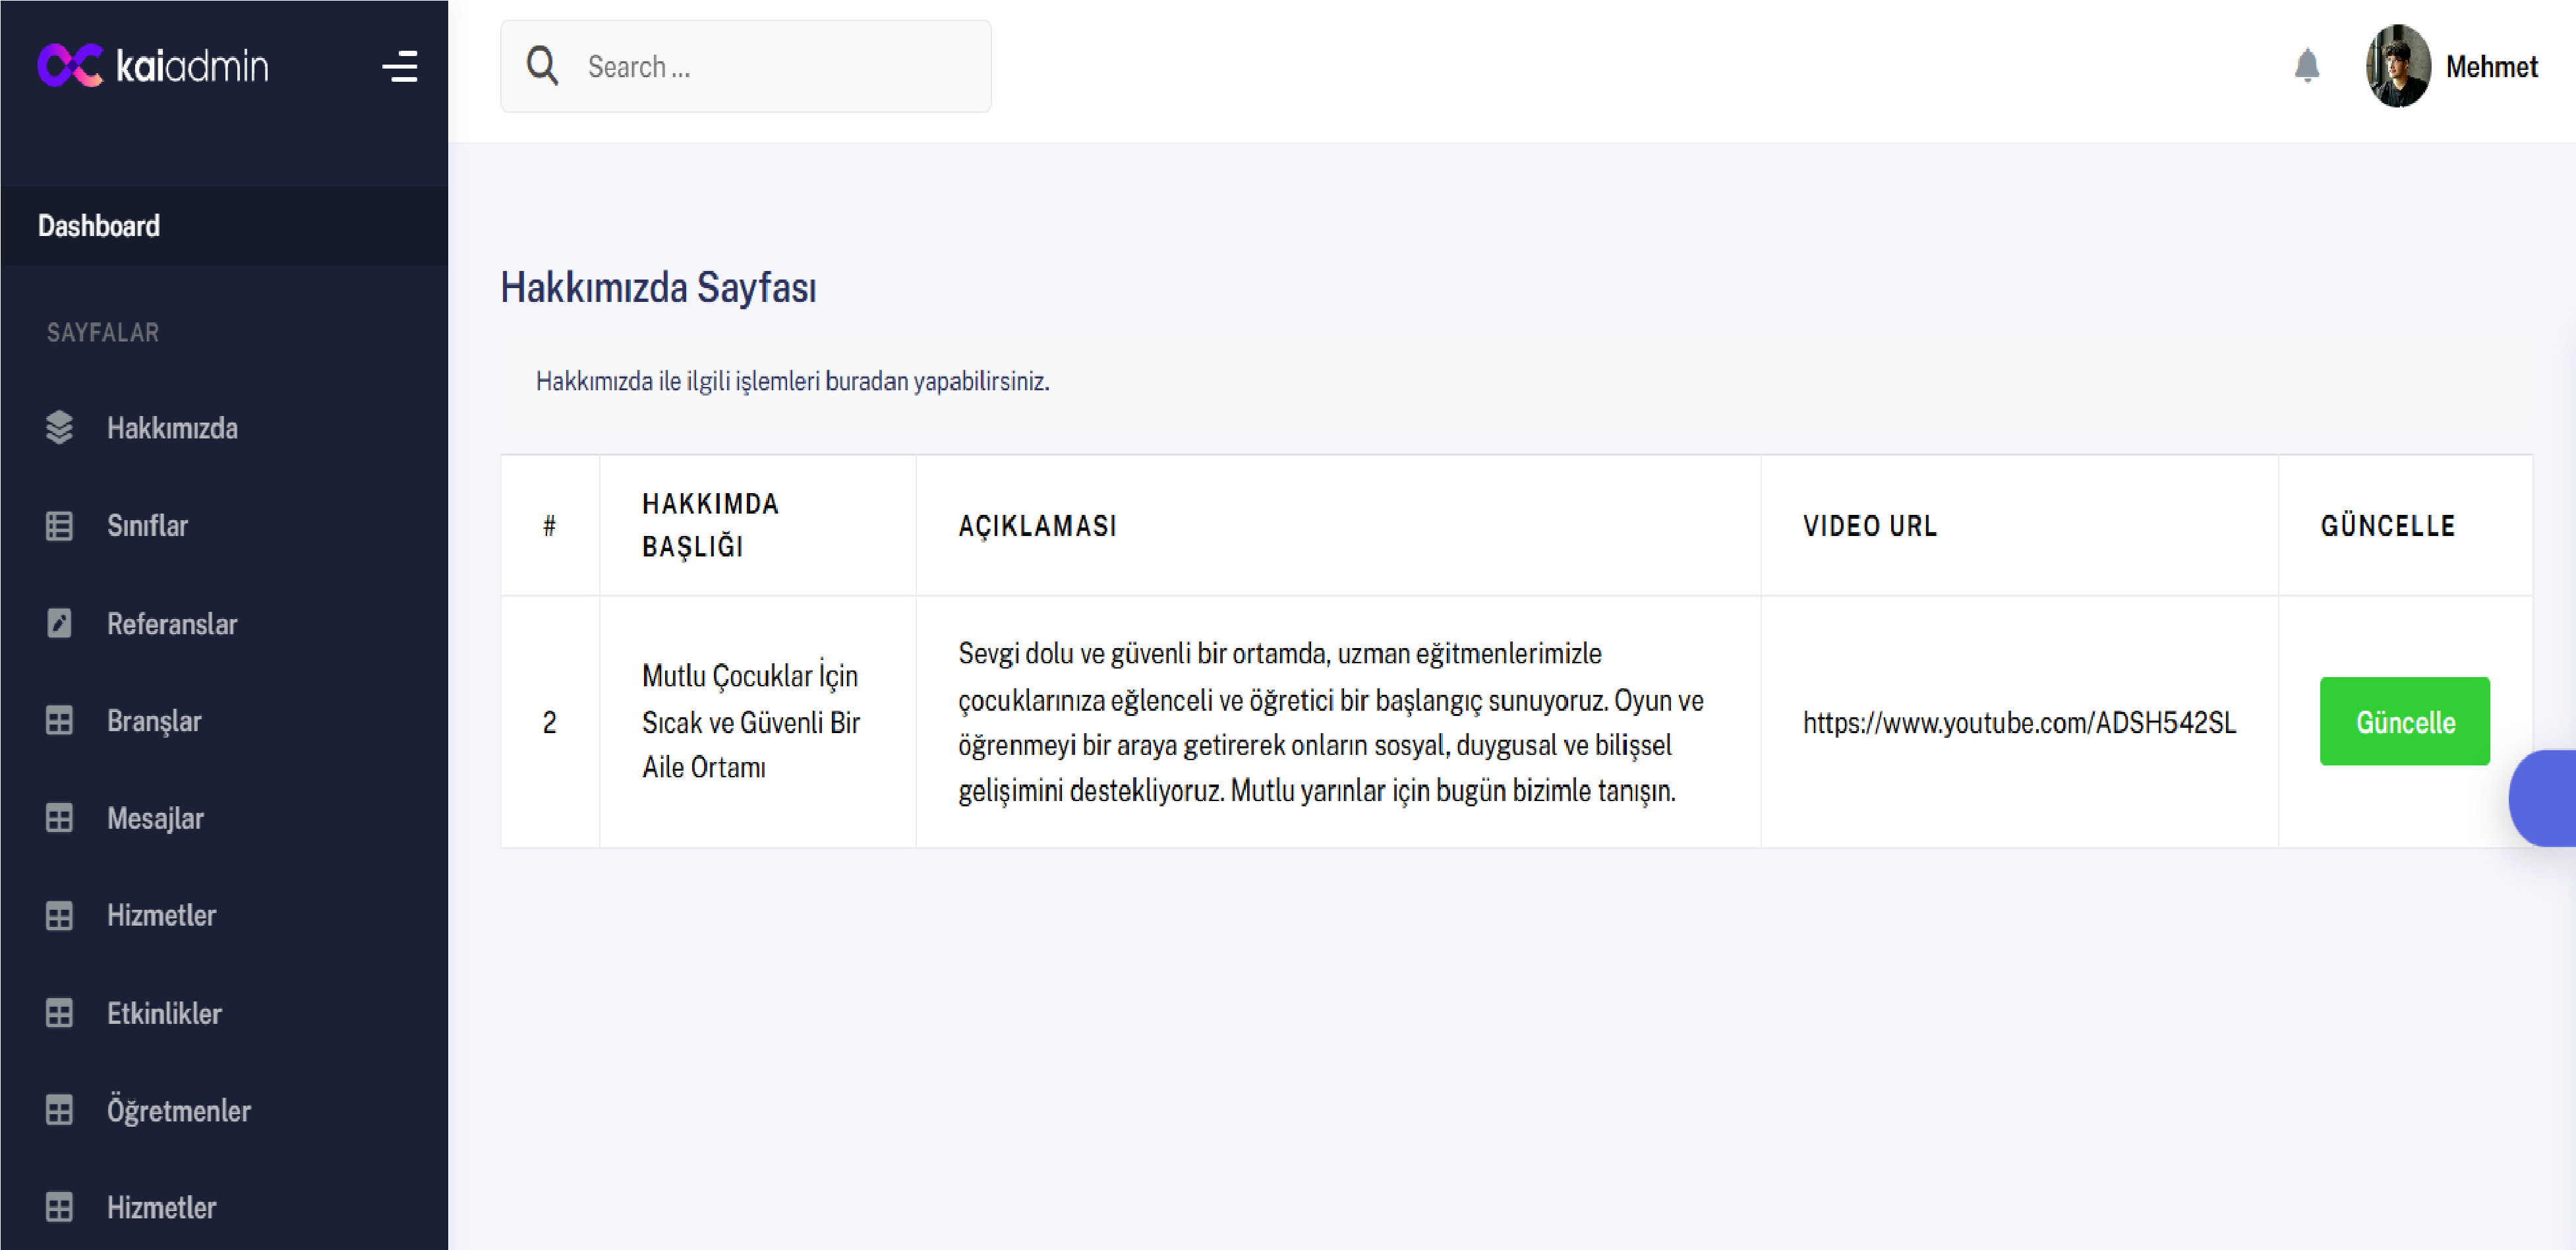 kaiadmin
Search ...
Mehmet
Dashboard
SAYFALAR
Hakkımızda
Sınıflar
Referanslar
Branşlar
Mesajlar
Hizmetler
Etkinlikler
Öğretmenler
Hizmetler
Hakkımızda Sayfası
Hakkımızda ile ilgili işlemleri buradan yapabilirsiniz.
#
HAKKIMDA
BAŞLIĞI
AÇIKLAMASI
VIDEO URL
GÜNCELLE
2
Mutlu Çocuklar İçin
Sıcak ve Güvenli Bir
Aile Ortamı
Sevgi dolu ve güvenli bir ortamda, uzman eğitmenlerimizle
çocuklarınıza eğlenceli ve öğretici bir başlangıç sunuyoruz. Oyun ve
öğrenmeyi bir araya getirerek onların sosyal, duygusal ve bilişsel
gelişimini destekliyoruz. Mutlu yarınlar için bugün bizimle tanışın.
https://www.youtube.com/ADSH542SL
Güncelle